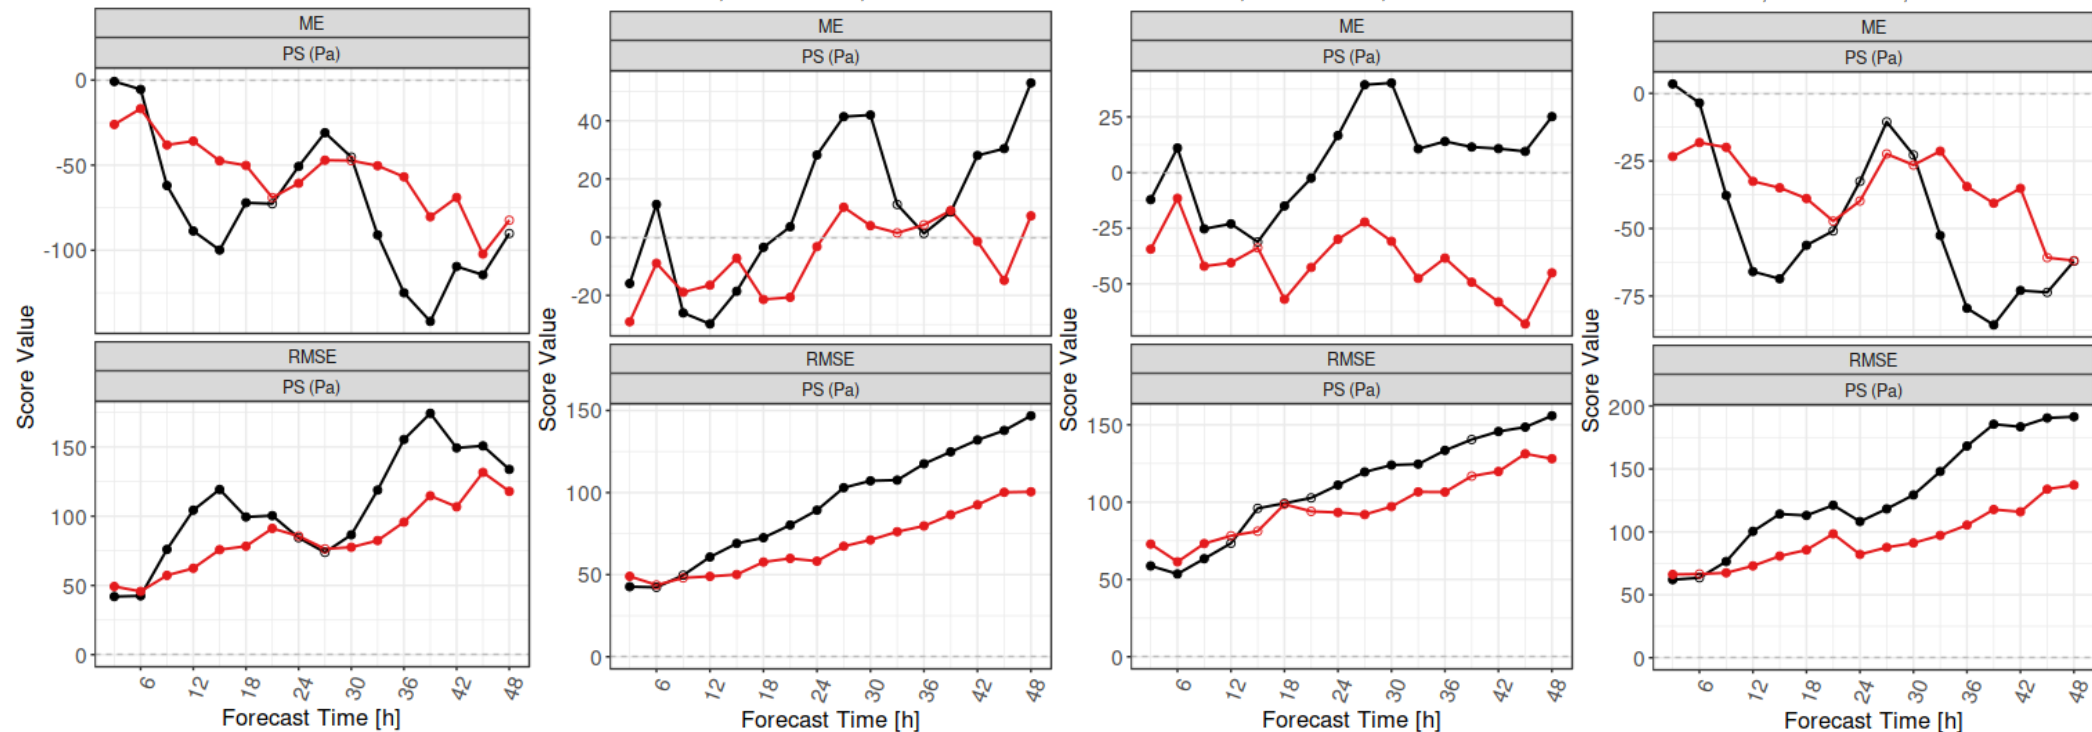 ME
PS (Pa)
0
-50
-100
RMSE
PS (Pa)
150
100
50
0
6 12 18 24 30 36 42 48
Forecast Time [h]
Score Value
ME
PS (Pa)
40
20
0
-20
RMSE
PS (Pa)
150
100
50
0
6 12 18 24 30 36 42 48
Forecast Time [h]
Score Value
ME
PS (Pa)
25
0
-25
-50
RMSE
PS (Pa)
150
100
50
0
6 12 18 24 30 36 42 48
Forecast Time [h]
Score Value
ME
PS (Pa)
0
-25
-50
-75
RMSE
PS (Pa)
200
150
100
50
0
6 12 18 24 30 36 42 48
Forecast Time [h]
Score Value